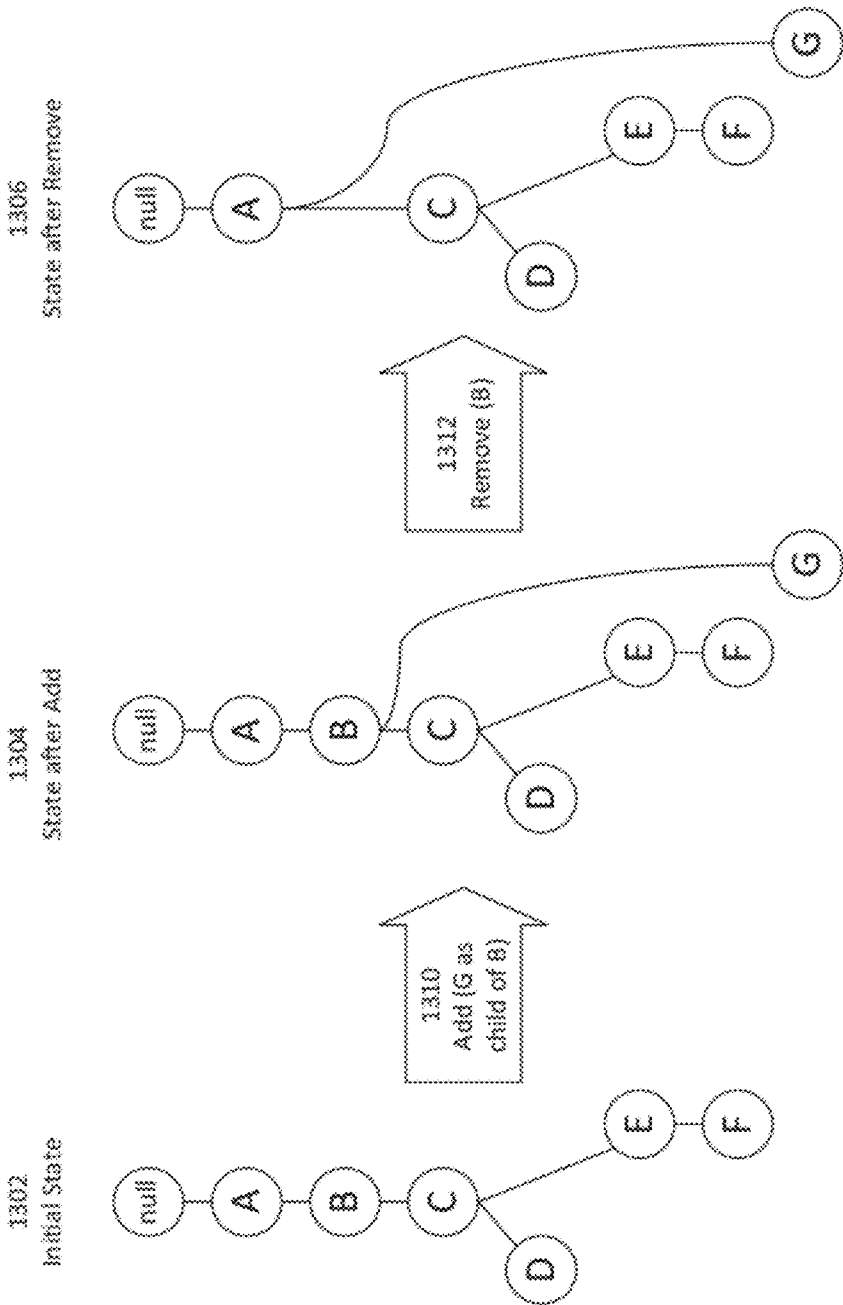 1302
Initial State
null
A
B
C
D
E
F
1310
Add (G as
child of B)
1304
State after Add
null
A
B
C
D
E
F
G
1312
Remove (B)
1306
State after Remove
null
A
C
D
E
F
G